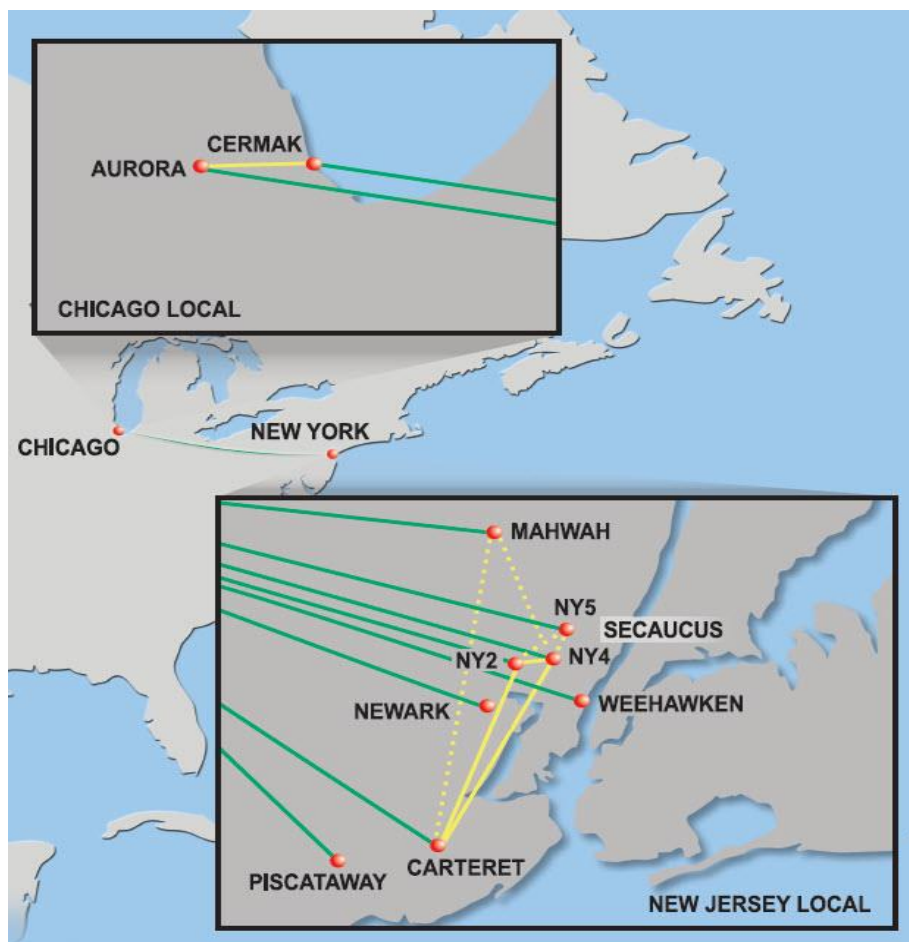 CERMAK
AURORA
CHICAGO LOCAL
NEW YORK
CHICAGO
MAHWAH
NY5
SECAUCUS
NY2
NY4
NEWARK
WEEHAWKEN
CARTERET
PISCATAWAY
NEW JERSEY LOCAL